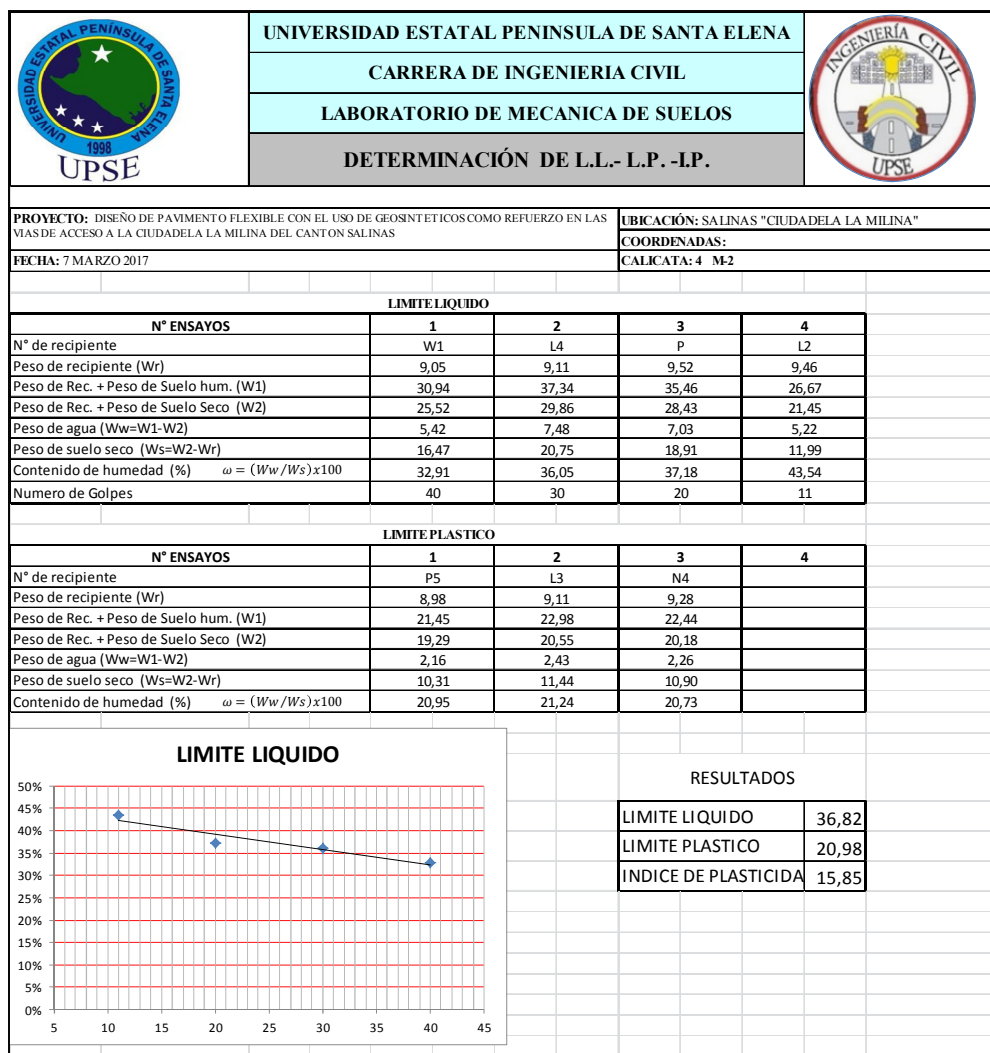 UNIVERSIDAD ESTATAL PENINSULA DE SANTA ELENA
CARRERA DE INGENIERIA CIVIL
LABORATORIO DE MECANICA DE SUELOS
DETERMINACIÓN DE L.L.- L.P. -I.P.
UNIVERSIDAD ESTATAL PENÍNSULA DE SANTA ELENA
1998
UPSE
INGENIERÍA CIVIL
UPSE
PROYECTO: DISEÑO DE PAVIMENTO FLEXIBLE CON EL USO DE GEOSINTETICOS COMO REFUERZO EN LAS
VIAS DE ACCESO A LA CIUDADELA LA MILINA DEL CANTON SALINAS
UBICACIÓN: SALINAS "CIUDADELA LA MILINA"
COORDENADAS:
FECHA: 7 MARZO 2017
CALICATA: 4 M-2
LIMITE LIQUIDO
N° ENSAYOS 1 2 3 4
N° de recipiente W1 L4 P L2
Peso de recipiente (Wr) 9,05 9,11 9,52 9,46
Peso de Rec. + Peso de Suelo hum. (W1) 30,94 37,34 35,46 26,67
Peso de Rec. + Peso de Suelo Seco (W2) 25,52 29,86 28,43 21,45
Peso de agua (Ww=W1-W2) 5,42 7,48 7,03 5,22
Peso de suelo seco (Ws=W2-Wr) 16,47 20,75 18,91 11,99
Contenido de humedad (%) ω = (Ww/Ws)x100 32,91 36,05 37,18 43,54
Numero de Golpes 40 30 20 11
LIMITE PLASTICO
N° ENSAYOS 1 2 3 4
N° de recipiente P5 L3 N4
Peso de recipiente (Wr) 8,98 9,11 9,28
Peso de Rec. + Peso de Suelo hum. (W1) 21,45 22,98 22,44
Peso de Rec. + Peso de Suelo Seco (W2) 19,29 20,55 20,18
Peso de agua (Ww=W1-W2) 2,16 2,43 2,26
Peso de suelo seco (Ws=W2-Wr) 10,31 11,44 10,90
Contenido de humedad (%) ω = (Ww/Ws)x100 20,95 21,24 20,73
LIMITE LIQUIDO
50%
45%
40%
35%
30%
25%
20%
15%
10%
5%
0%
5 10 15 20 25 30 35 40 45
RESULTADOS
LIMITE LIQUIDO 36,82
LIMITE PLASTICO 20,98
INDICE DE PLASTICIDA 15,85